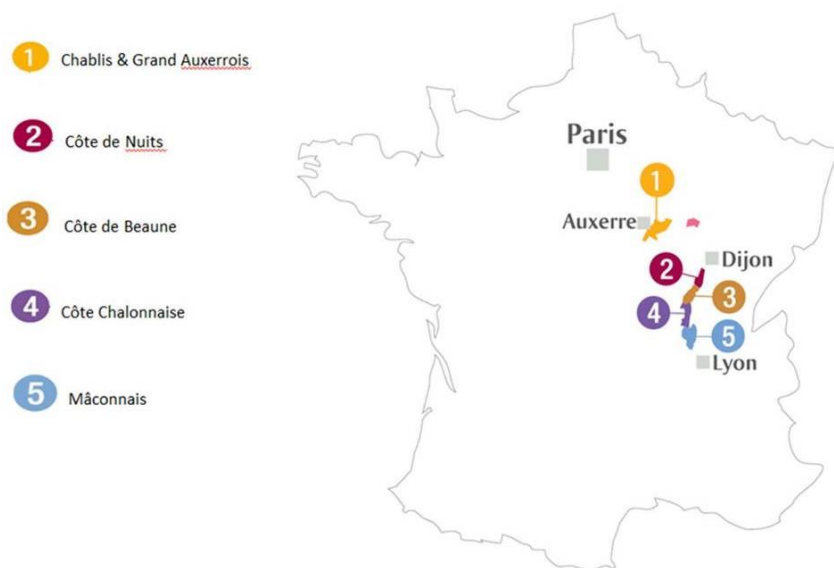 1 Chablis & Grand Auxerrois
2 Côte de Nuits
3 Côte de Beaune
4 Côte Chalonnaise
5 Mâconnais
Paris
1
Auxerre
Dijon
2
3
4
5
Lyon